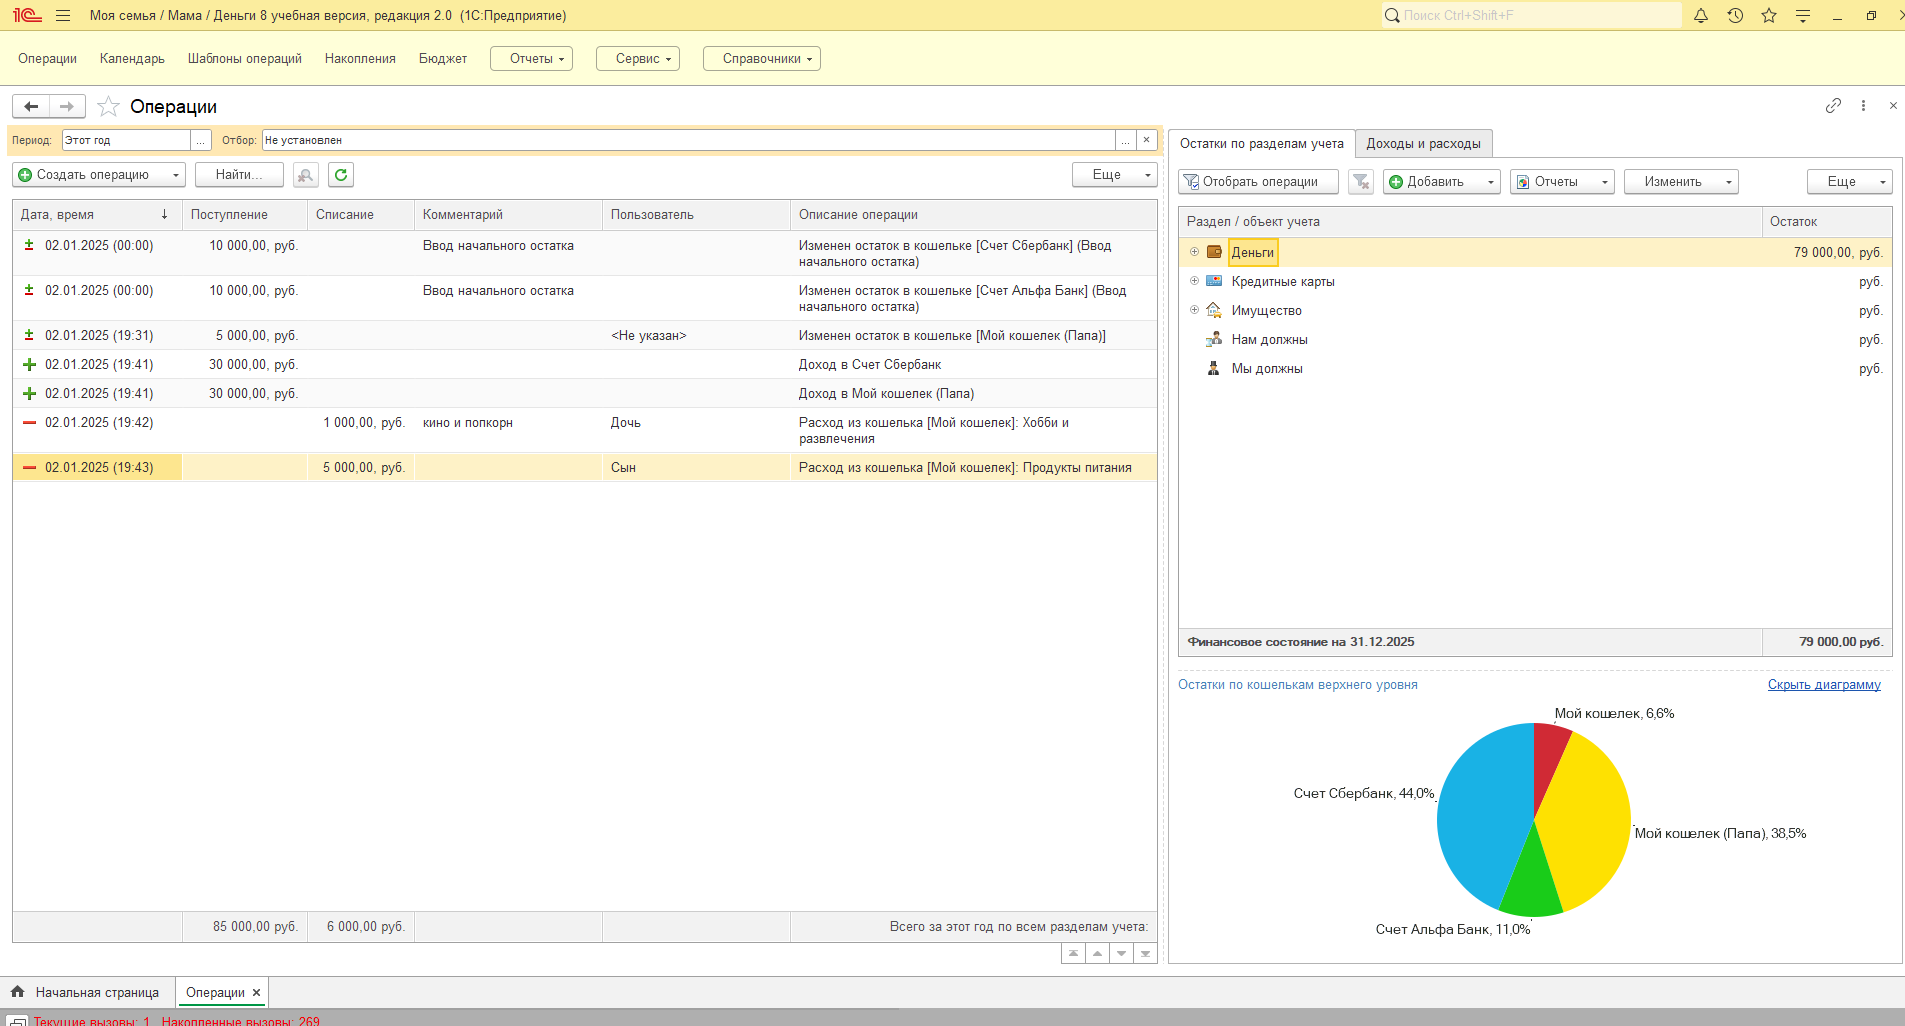 1С Моя семья / Мама / Деньги 8 учебная версия, редакция 2.0 (1С:Предприятие) Поиск Ctrl+Shift+F
Операции Календарь Шаблоны операций Накопления Бюджет Отчеты Сервис Справочники
Операции
Период: Этот год ... Отбор: Не установлен ... ×
Создать операцию Найти... Еще
Дата, время ↓ Поступление Списание Комментарий Пользователь Описание операции
02.01.2025 (00:00) 10 000,00, руб. Ввод начального остатка Изменен остаток в кошельке [Счет Сбербанк] (Ввод
начального остатка)
02.01.2025 (00:00) 10 000,00, руб. Ввод начального остатка Изменен остаток в кошельке [Счет Альфа Банк] (Ввод
начального остатка)
02.01.2025 (19:31) 5 000,00, руб. <Не указан> Изменен остаток в кошельке [Мой кошелек (Папа)]
02.01.2025 (19:41) 30 000,00, руб. Доход в Счет Сбербанк
02.01.2025 (19:41) 30 000,00, руб. Доход в Мой кошелек (Папа)
02.01.2025 (19:42) 1 000,00, руб. кино и попкорн Дочь Расход из кошелька [Мой кошелек]: Хобби и
развлечения
02.01.2025 (19:43) 5 000,00, руб. Сын Расход из кошелька [Мой кошелек]: Продукты питания
85 000,00 руб. 6 000,00 руб. Всего за этот год по всем разделам учета:
Остатки по разделам учета Доходы и расходы
Отобрать операции Добавить Отчеты Изменить Еще
Раздел / объект учета Остаток
Деньги 79 000,00, руб.
Кредитные карты руб.
Имущество руб.
Нам должны руб.
Мы должны руб.
Финансовое состояние на 31.12.2025 79 000,00 руб.
Остатки по кошелькам верхнего уровня Скрыть диаграмму
Мой кошелек, 6,6%
Счет Сбербанк, 44,0%
Мой кошелек (Папа), 38,5%
Счет Альфа Банк, 11,0%
Начальная страница Операции ×
Текущие вызовы: 1 Накопленные вызовы: 269